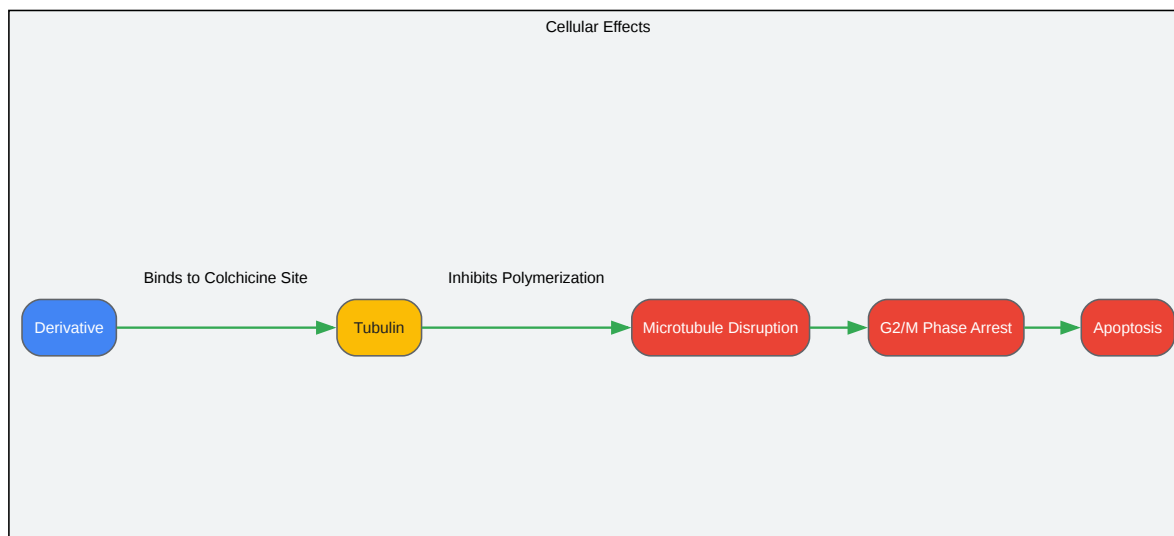 Cellular Effects
Binds to Colchicine Site
Inhibits Polymerization
Derivative
Tubulin
Microtubule Disruption
G2/M Phase Arrest
Apoptosis